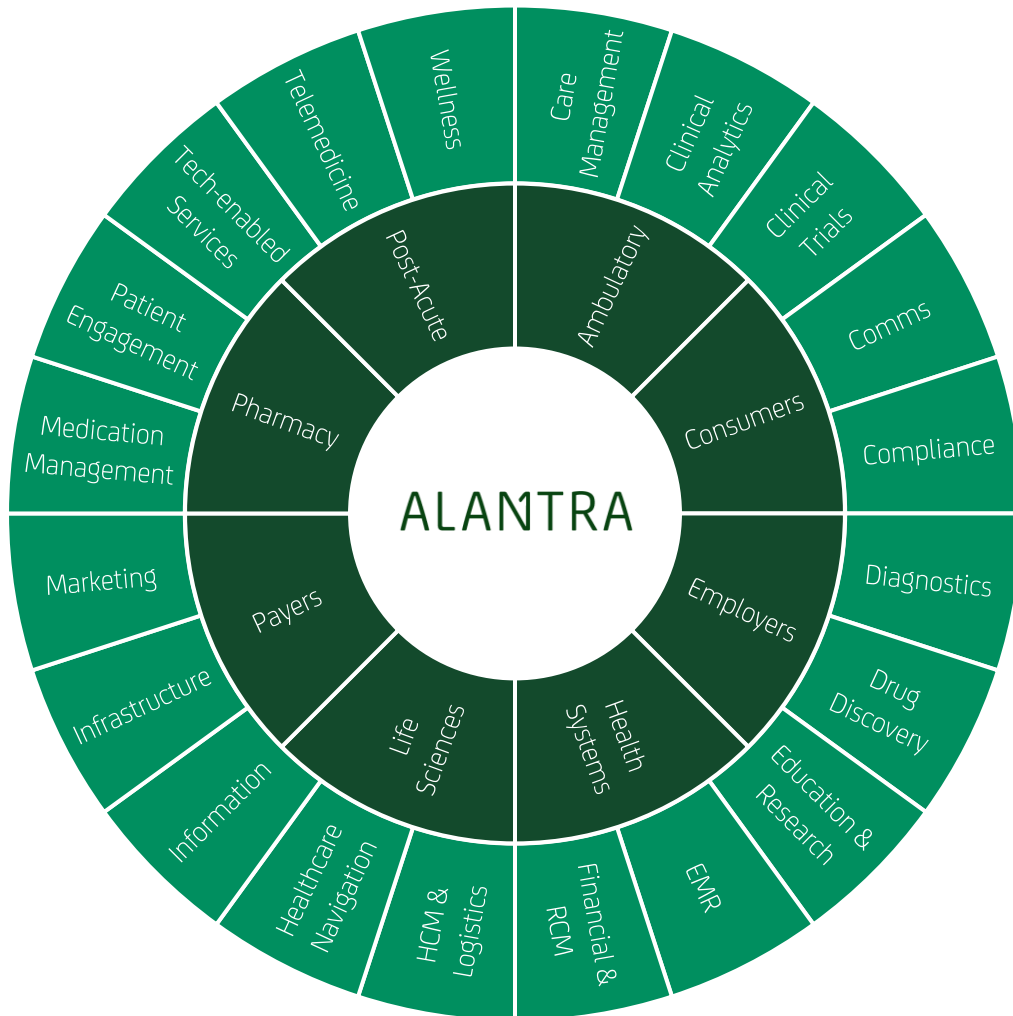 Care
Management
Clinical
Analytics
Clinical
Trials
Comms
Compliance
Diagnostics
Drug
Discovery
Education &
Research
EMR
Financial &
RCM
HCM &
Logistics
Healthcare
Navigation
Information
Infrastructure
Marketing
Medication
Management
Patient
Engagement
Tech-enabled
Services
Telemedicine
Wellness
Ambulatory
Consumers
Employers
Health
Systems
Life
Sciences
Payers
Pharmacy
Post-Acute
ALANTRA